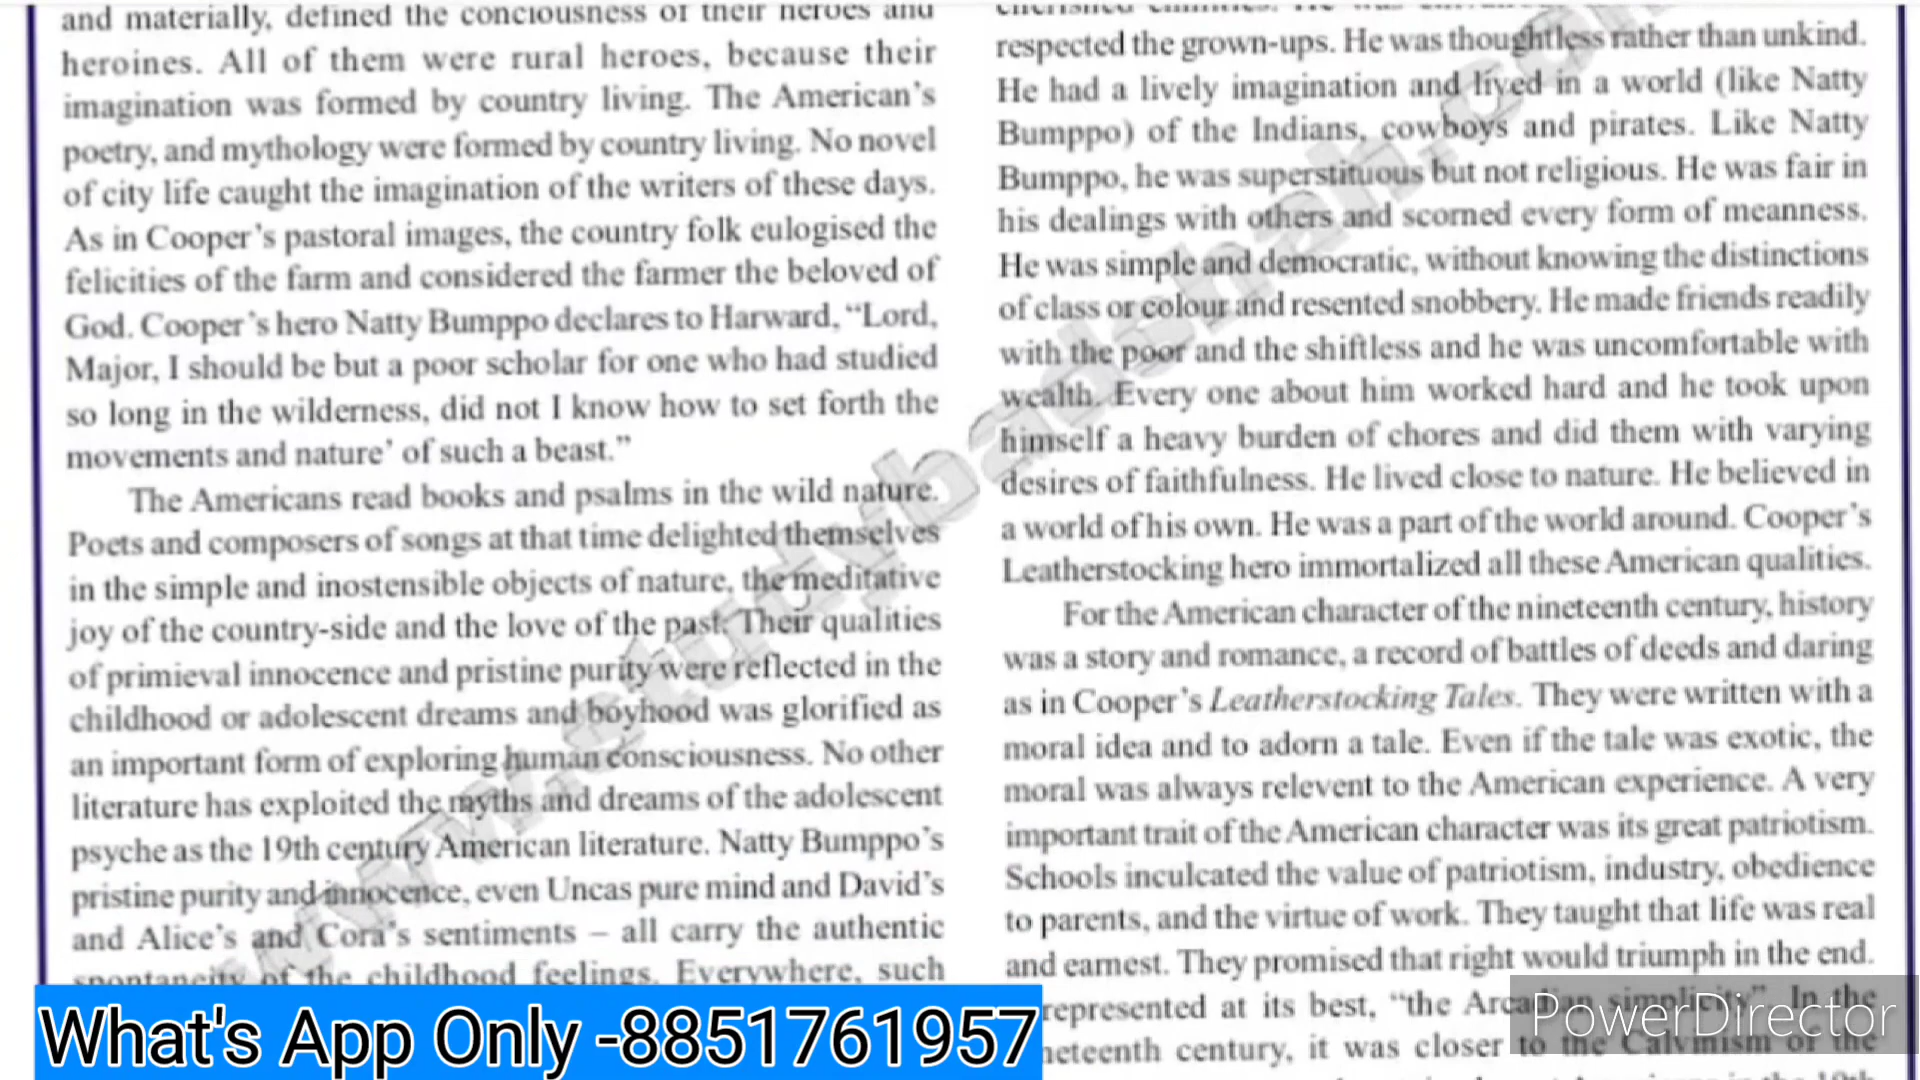 and materially, defined the conciousness of their heroes and
heroines. All of them were rural heroes, because their
imagination was formed by country living. The American's
poetry, and mythology were formed by country living. No novel
of city life caught the imagination of the writers of these days.
As in Cooper's pastoral images, the country folk eulogised the
felicities of the farm and considered the farmer the beloved of
God. Cooper's hero Natty Bumppo declares to Harward, “Lord,
Major, I should be but a poor scholar for one who had studied
so long in the wilderness, did not I know how to set forth the
movements and nature’ of such a beast.”
The Americans read books and psalms in the wild nature.
Poets and composers of songs at that time delighted themselves
in the simple and inostensible objects of nature, the meditative
joy of the country-side and the love of the past. Their qualities
of primieval innocence and pristine purity were reflected in the
childhood or adolescent dreams and boyhood was glorified as
an important form of exploring human consciousness. No other
literature has exploited the myths and dreams of the adolescent
psyche as the 19th century American literature. Natty Bumppo's
pristine purity and innocence, even Uncas pure mind and David's
and Alice's and Cora's sentiments – all carry the authentic
spontaneity of the childhood feelings. Everywhere, such
respected the grown-ups. He was thoughtless rather than unkind.
He had a lively imagination and lived in a world (like Natty
Bumppo) of the Indians, cowboys and pirates. Like Natty
Bumppo, he was superstituous but not religious. He was fair in
his dealings with others and scorned every form of meanness.
He was simple and democratic, without knowing the distinctions
of class or colour and resented snobbery. He made friends readily
with the poor and the shiftless and he was uncomfortable with
wealth. Every one about him worked hard and he took upon
himself a heavy burden of chores and did them with varying
desires of faithfulness. He lived close to nature. He believed in
a world of his own. He was a part of the world around. Cooper's
Leatherstocking hero immortalized all these American qualities.
For the American character of the nineteenth century, history
was a story and romance, a record of battles of deeds and daring
as in Cooper's Leatherstocking Tales. They were written with a
moral idea and to adorn a tale. Even if the tale was exotic, the
moral was always relevent to the American experience. A very
important trait of the American character was its great patriotism.
Schools inculcated the value of patriotism, industry, obedience
to parents, and the virtue of work. They taught that life was real
and earnest. They promised that right would triumph in the end.
represented at its best, “the Arcadian simplicity”. In the
neteenth century, it was closer to the Calvinism of the
www.studybadshah.com
What's App Only -8851761957
PowerDirector